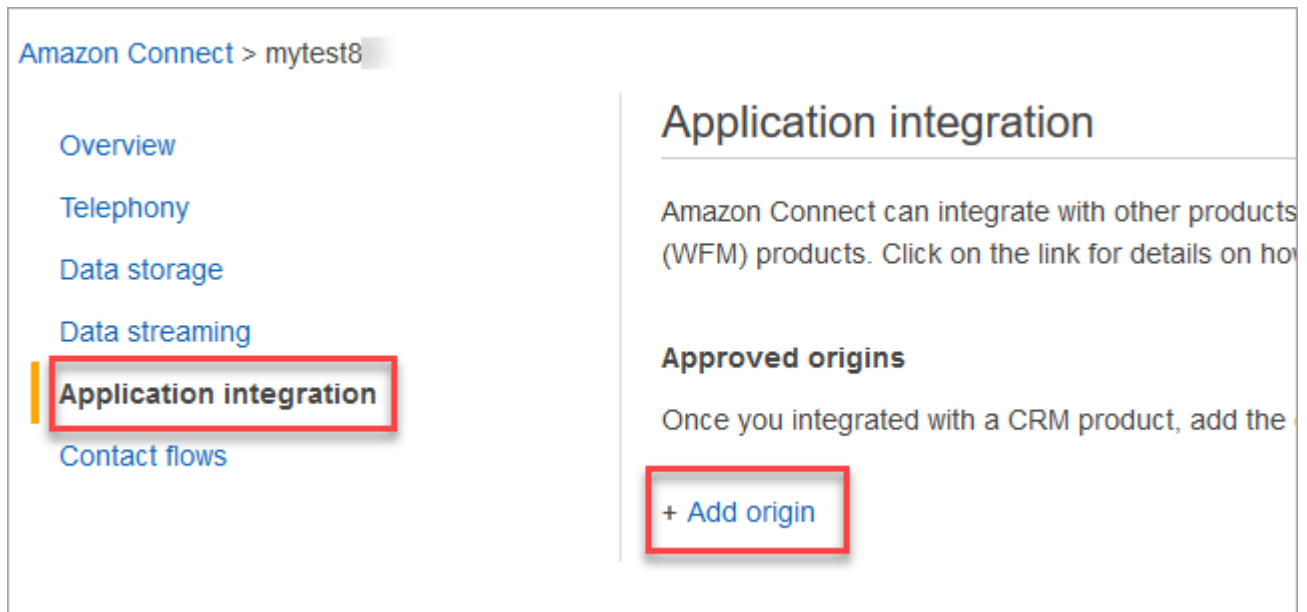 Amazon Connect > mytest8
Overview
Telephony
Data storage
Data streaming
Application integration
Contact flows
Application integration
Amazon Connect can integrate with other products
(WFM) products. Click on the link for details on how
Approved origins
Once you integrated with a CRM product, add the
+ Add origin